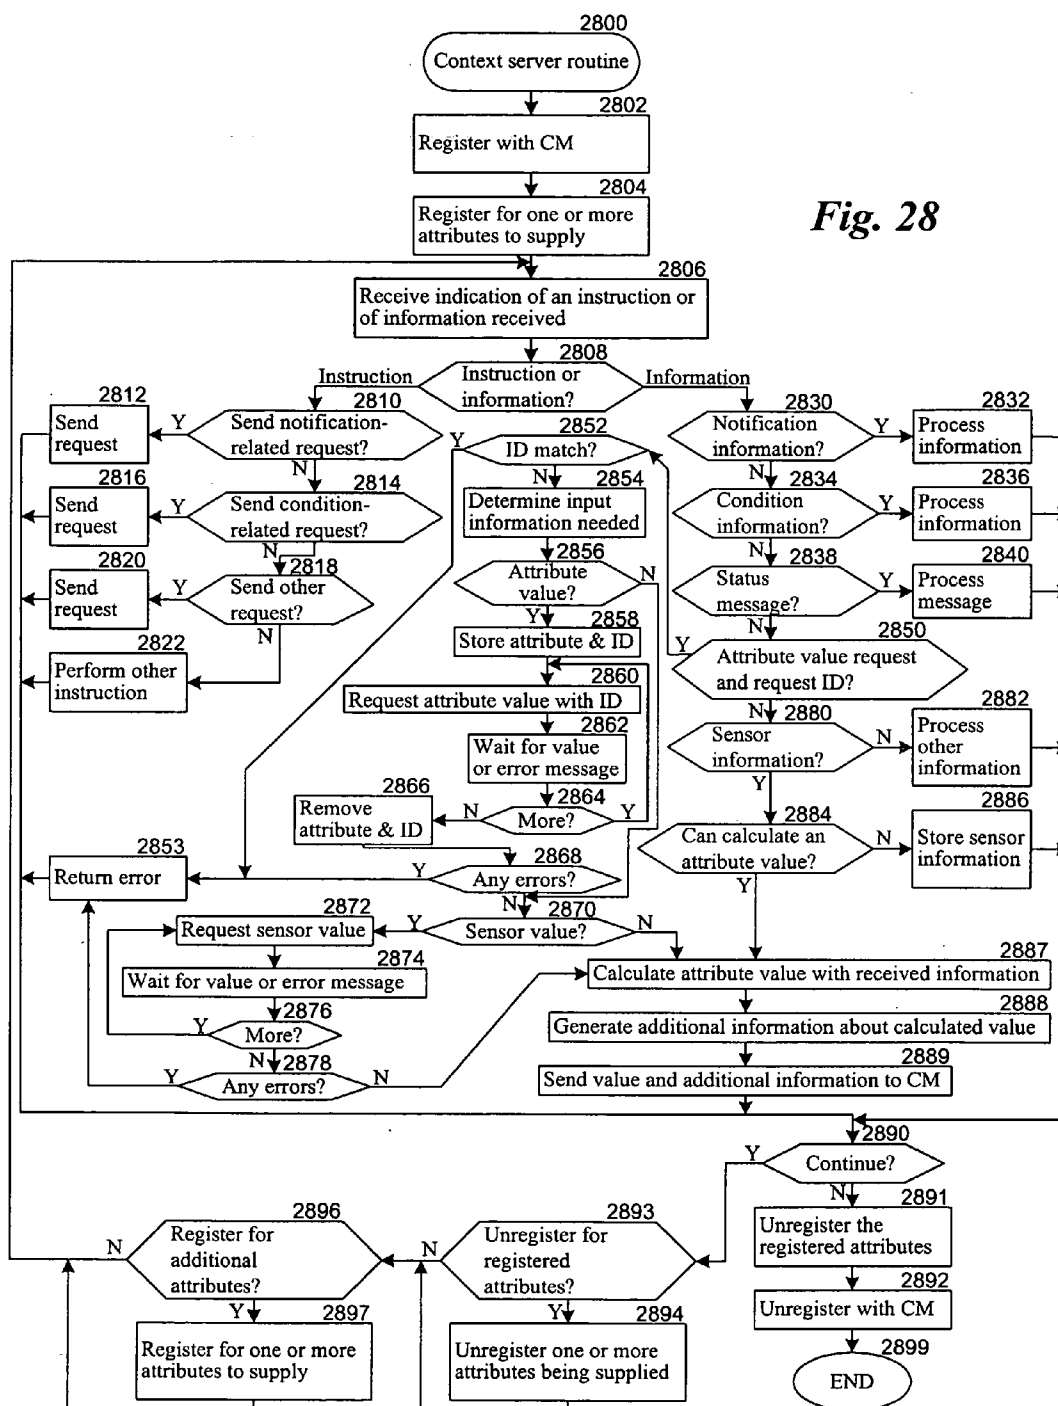 2800
Context server routine
2802
Register with CM
2804
Register for one or more
attributes to supply
Fig. 28
2806
Receive indication of an instruction or
of information received
2808
Instruction or
information?
Instruction
Information
2812
Send
request
Y
2810
Send notification-
related request?
N
2816
Send
request
Y
2814
Send condition-
related request?
N
2820
Send
request
Y
2818
Send other
request?
N
2822
Perform other
instruction
2852
Y
ID match?
N
2854
Determine input
information needed
2856
Attribute
value?
N
Y
2858
Store attribute & ID
2860
Request attribute value with ID
2862
Wait for value
or error message
2864
More?
N
Y
2866
Remove
attribute & ID
2868
Any errors?
Y
N
2853
Return error
2870
Sensor value?
Y
N
2872
Request sensor value
2874
Wait for value or error message
2876
More?
Y
N
2878
Any errors?
Y
N
2830
Notification
information?
Y
N
2832
Process
information
2834
Condition
information?
Y
N
2836
Process
information
2838
Status
message?
Y
N
2840
Process
message
2850
Attribute value request
and request ID?
Y
N
2880
Sensor
information?
N
Y
2882
Process
other
information
2884
Can calculate an
attribute value?
N
Y
2886
Store sensor
information
2887
Calculate attribute value with received information
2888
Generate additional information about calculated value
2889
Send value and additional information to CM
2890
Continue?
Y
N
2891
Unregister the
registered attributes
2892
Unregister with CM
2899
END
2893
Unregister for
registered
attributes?
N
Y
2894
Unregister one or more
attributes being supplied
2896
Register for
additional
attributes?
N
Y
2897
Register for one or more
attributes to supply